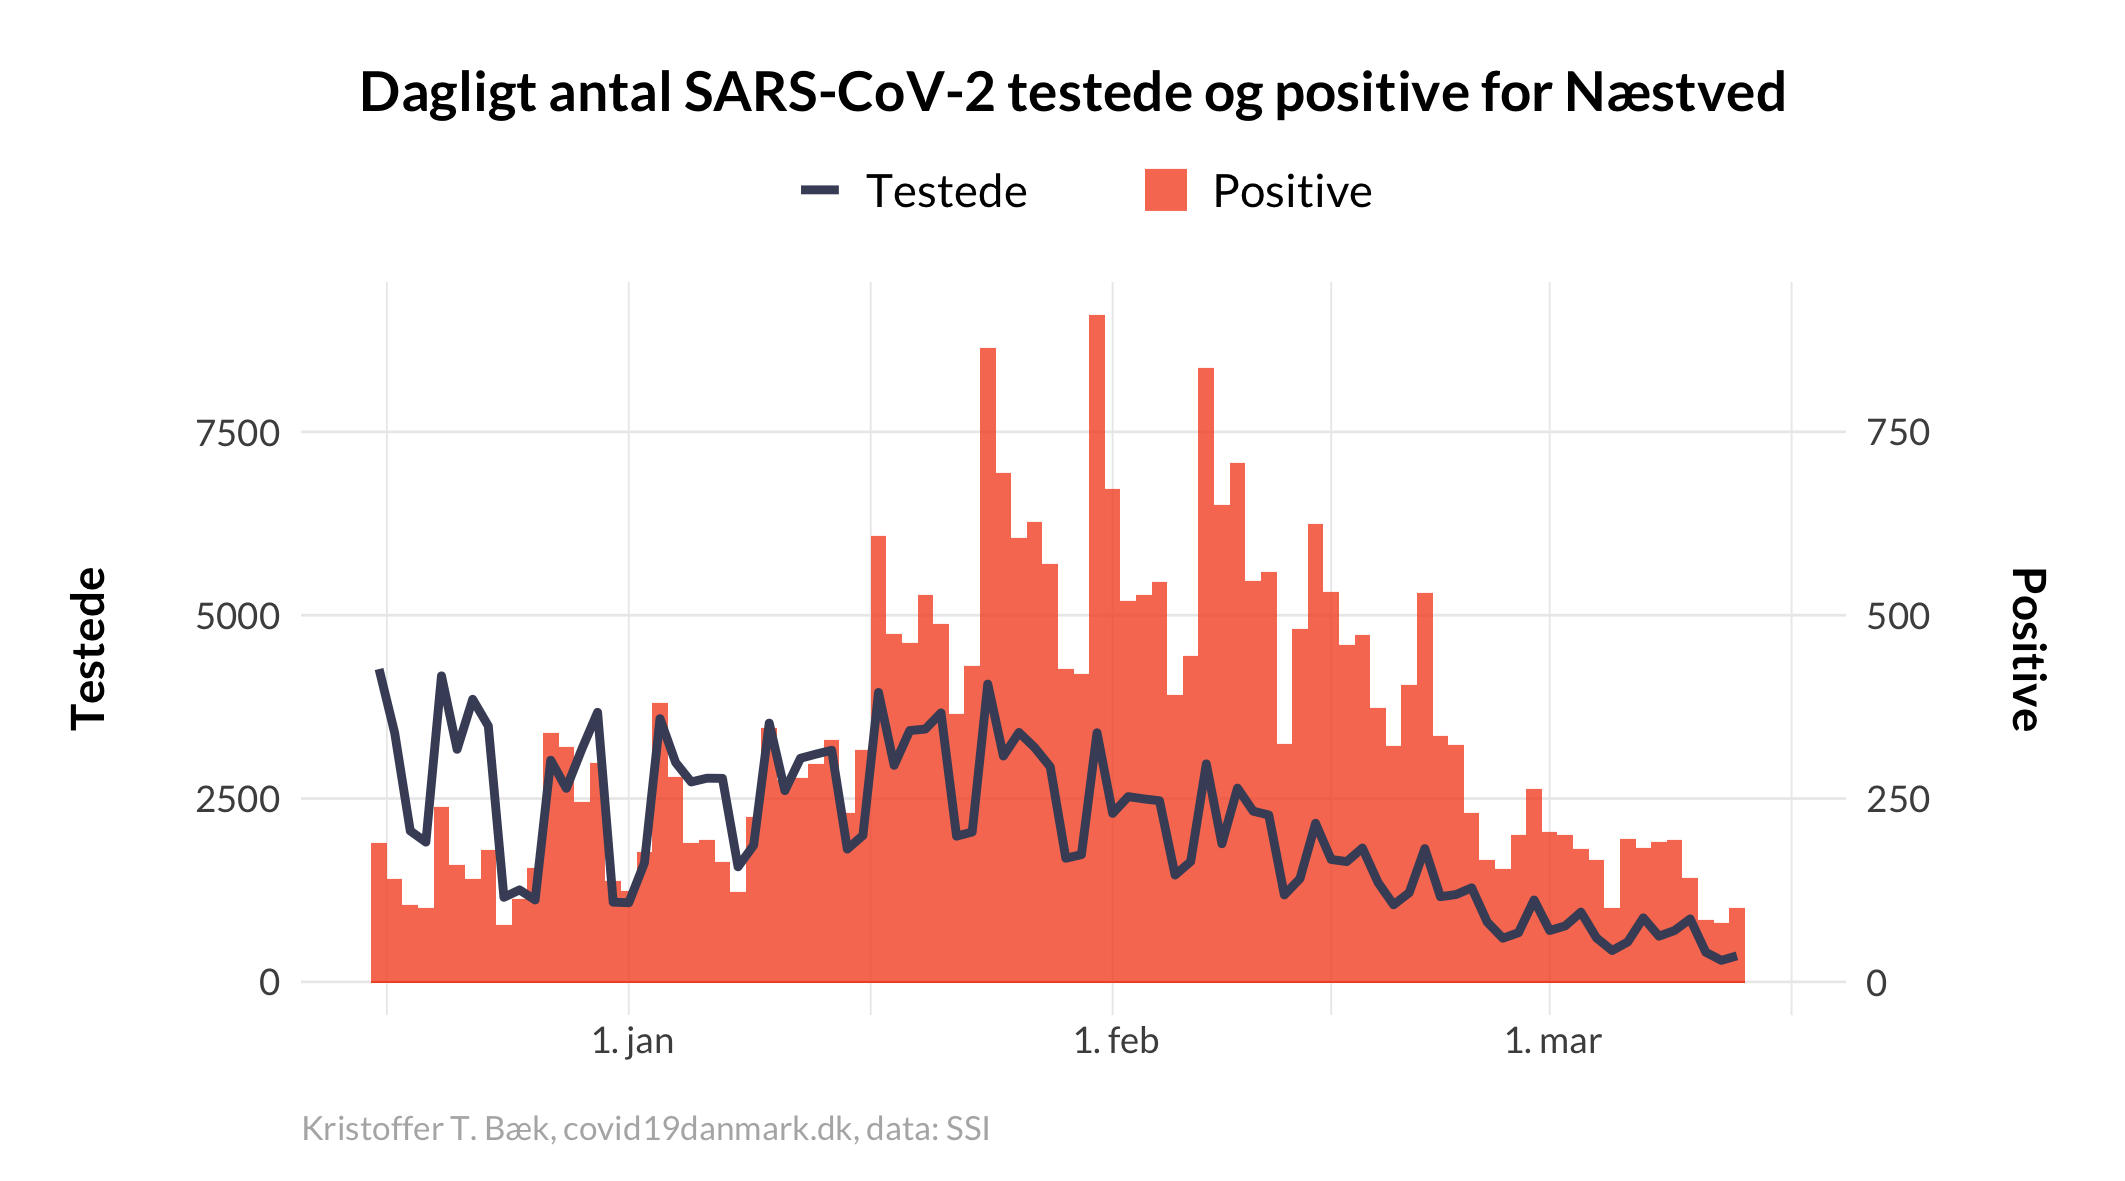 Dagligt antal SARS-CoV-2 testede og positive for Næstved
Testede
Positive
7500
5000
2500
0
750
500
250
0
Testede
Positive
1. jan
1. feb
1. mar
Kristoffer T. Bæk, covid19danmark.dk, data: SSI